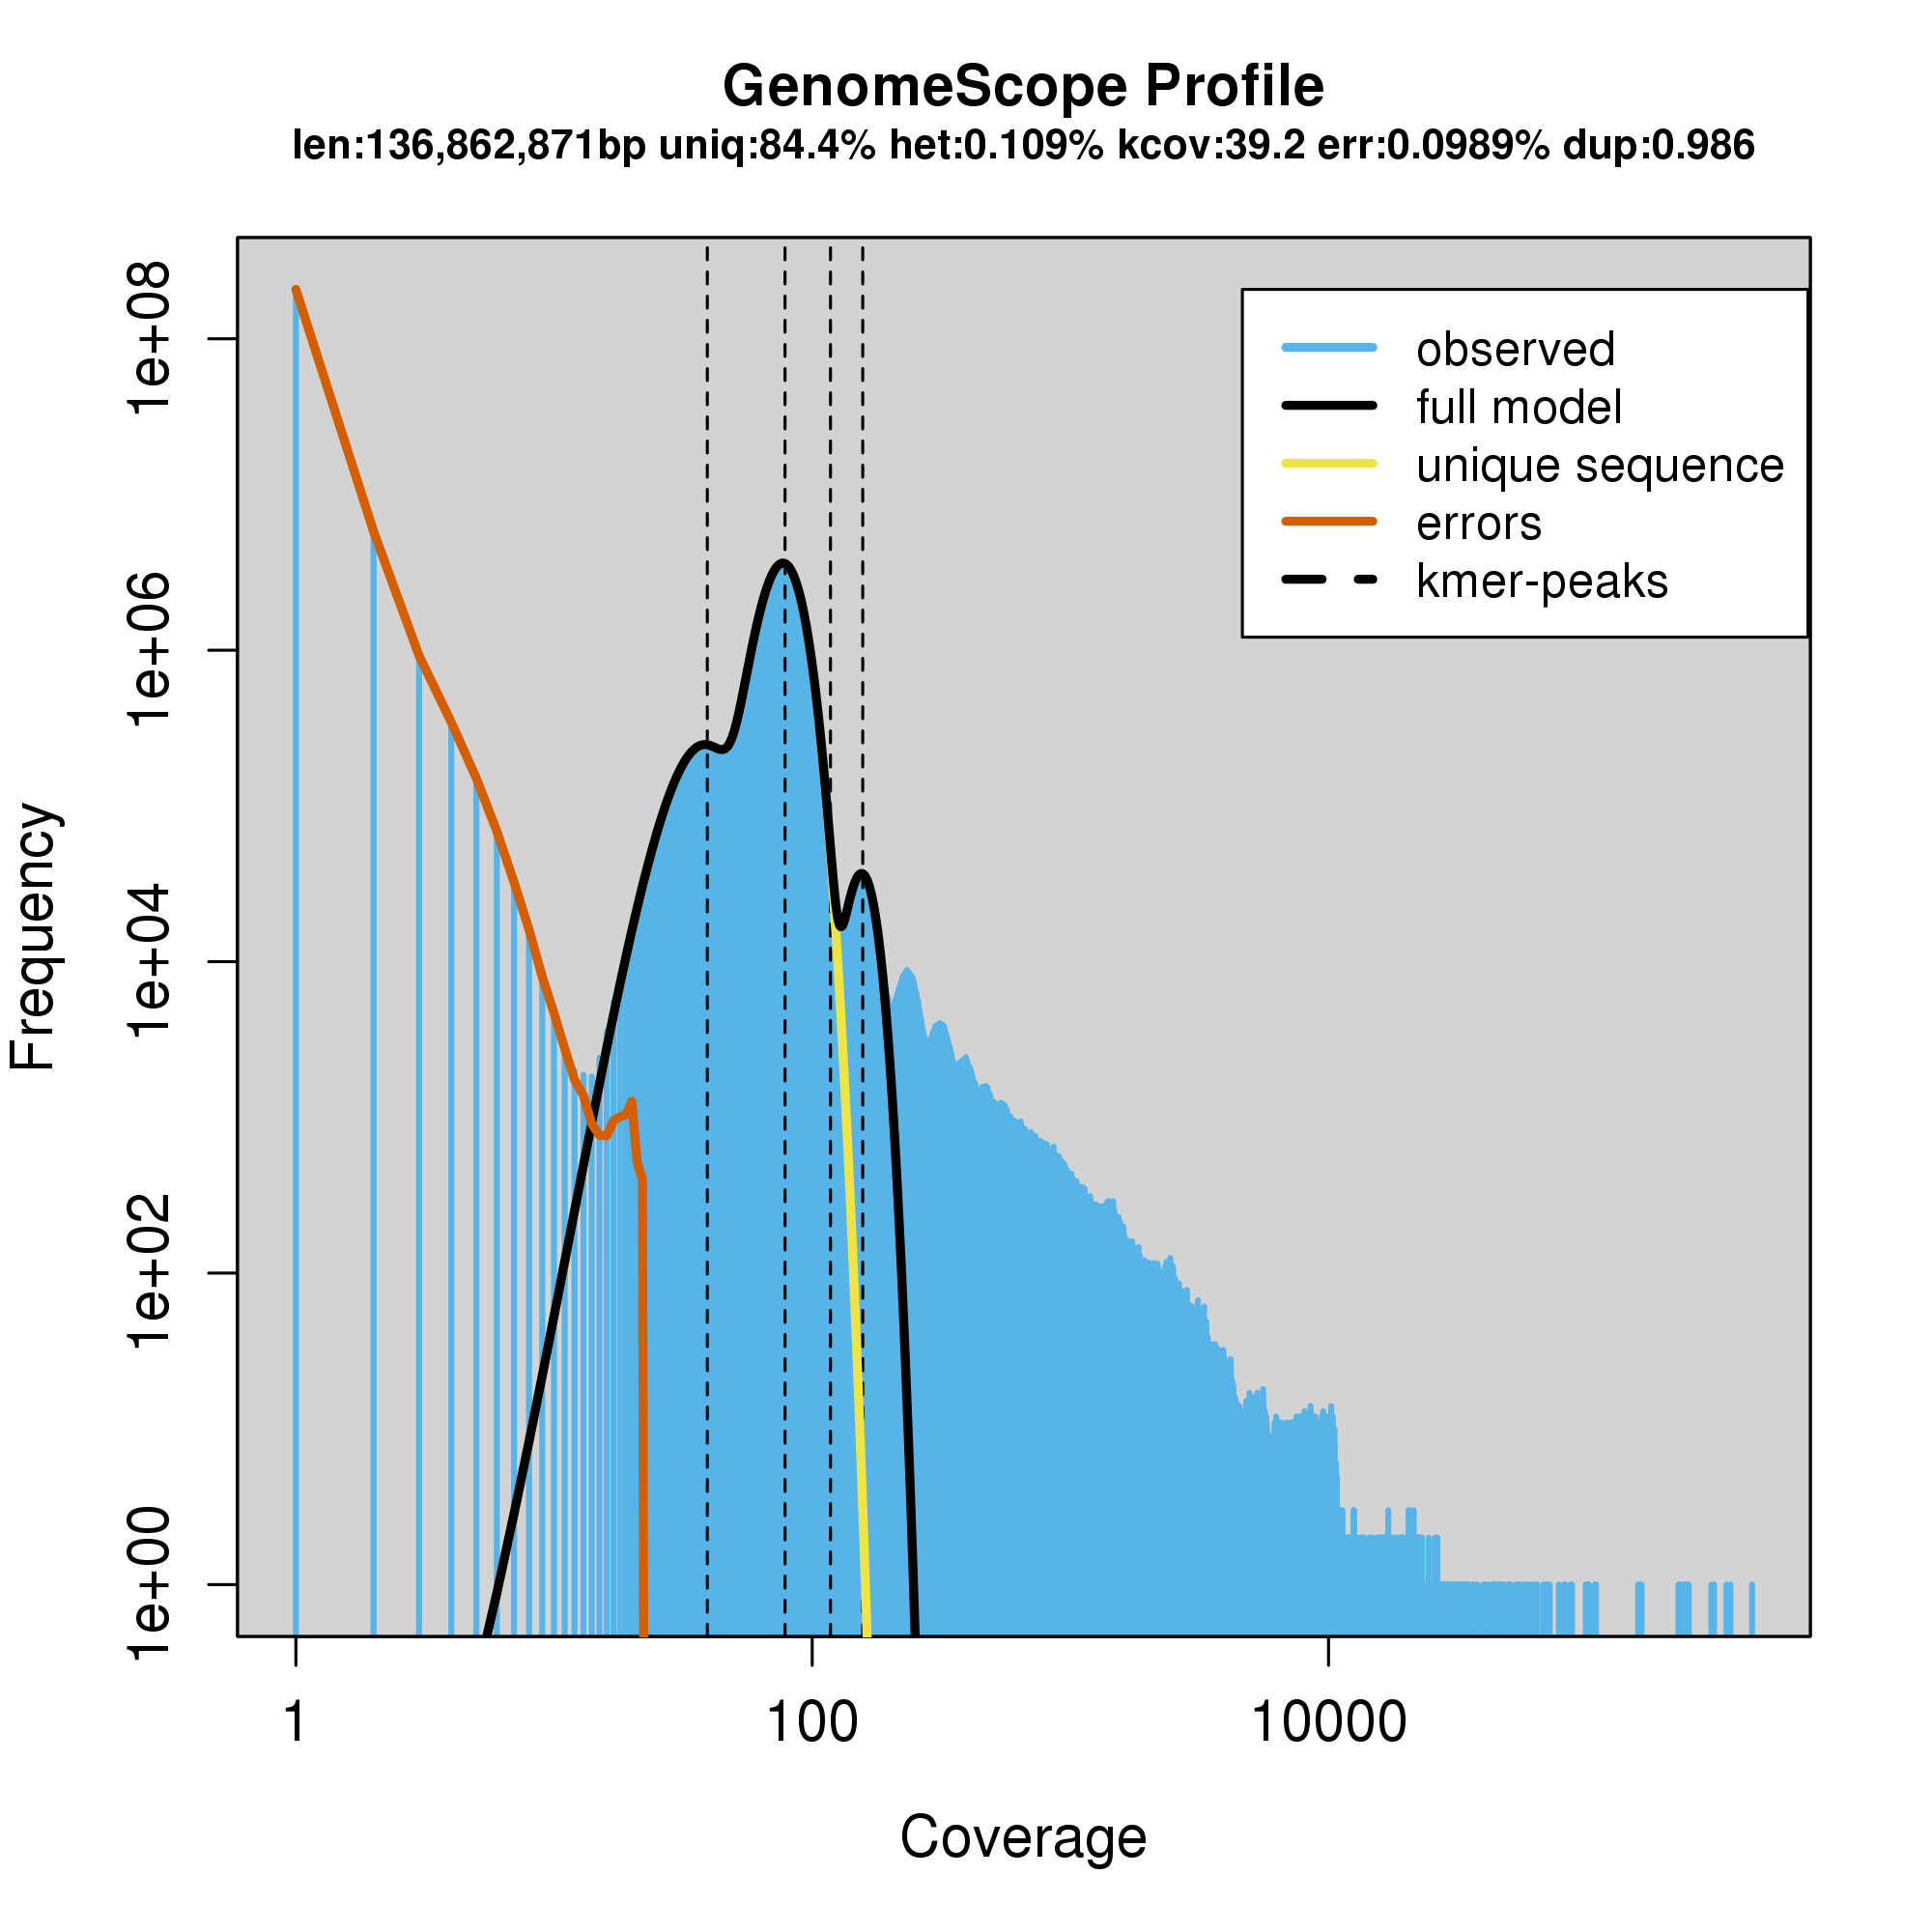 GenomeScope Profile
len:136,862,871bp uniq:84.4% het:0.109% kcov:39.2 err:0.0989% dup:0.986
observed
full model
unique sequence
errors
kmer-peaks
1e+08
1e+06
1e+04
1e+02
1e+00
Frequency
1
100
10000
Coverage